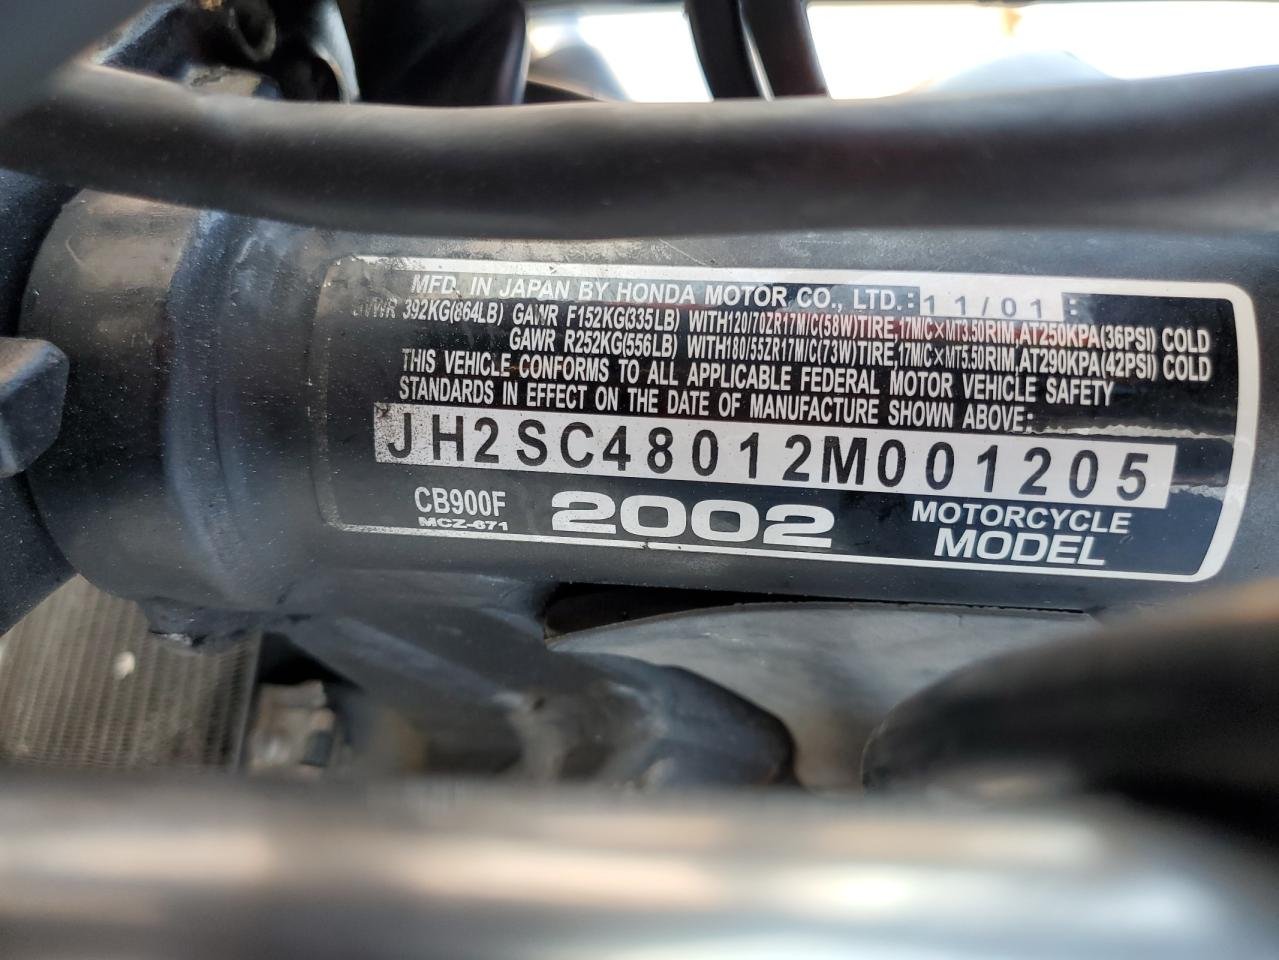 MFD. IN JAPAN BY HONDA MOTOR CO., LTD.: 11/01 :
GVWR 392KG(864LB) GAWR F152KG(335LB) WITH120/70ZR17M/C(58W)TIRE,17M/C×MT3.50RIM,AT250KPA(36PSI) COLD
GAWR R252KG(556LB) WITH180/55ZR17M/C(73W)TIRE,17M/C×MT5.50RIM,AT290KPA(42PSI) COLD
THIS VEHICLE CONFORMS TO ALL APPLICABLE FEDERAL MOTOR VEHICLE SAFETY
STANDARDS IN EFFECT ON THE DATE OF MANUFACTURE SHOWN ABOVE:
JH2SC48012M001205
CB900F 2002 MOTORCYCLE
MCZ-671 MODEL